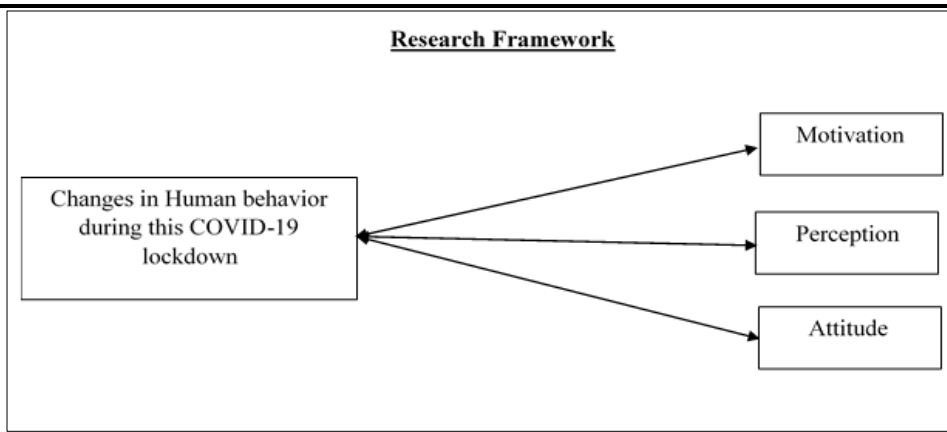 Research Framework
Motivation
Changes in Human behavior
during this COVID-19
lockdown
Perception
Attitude